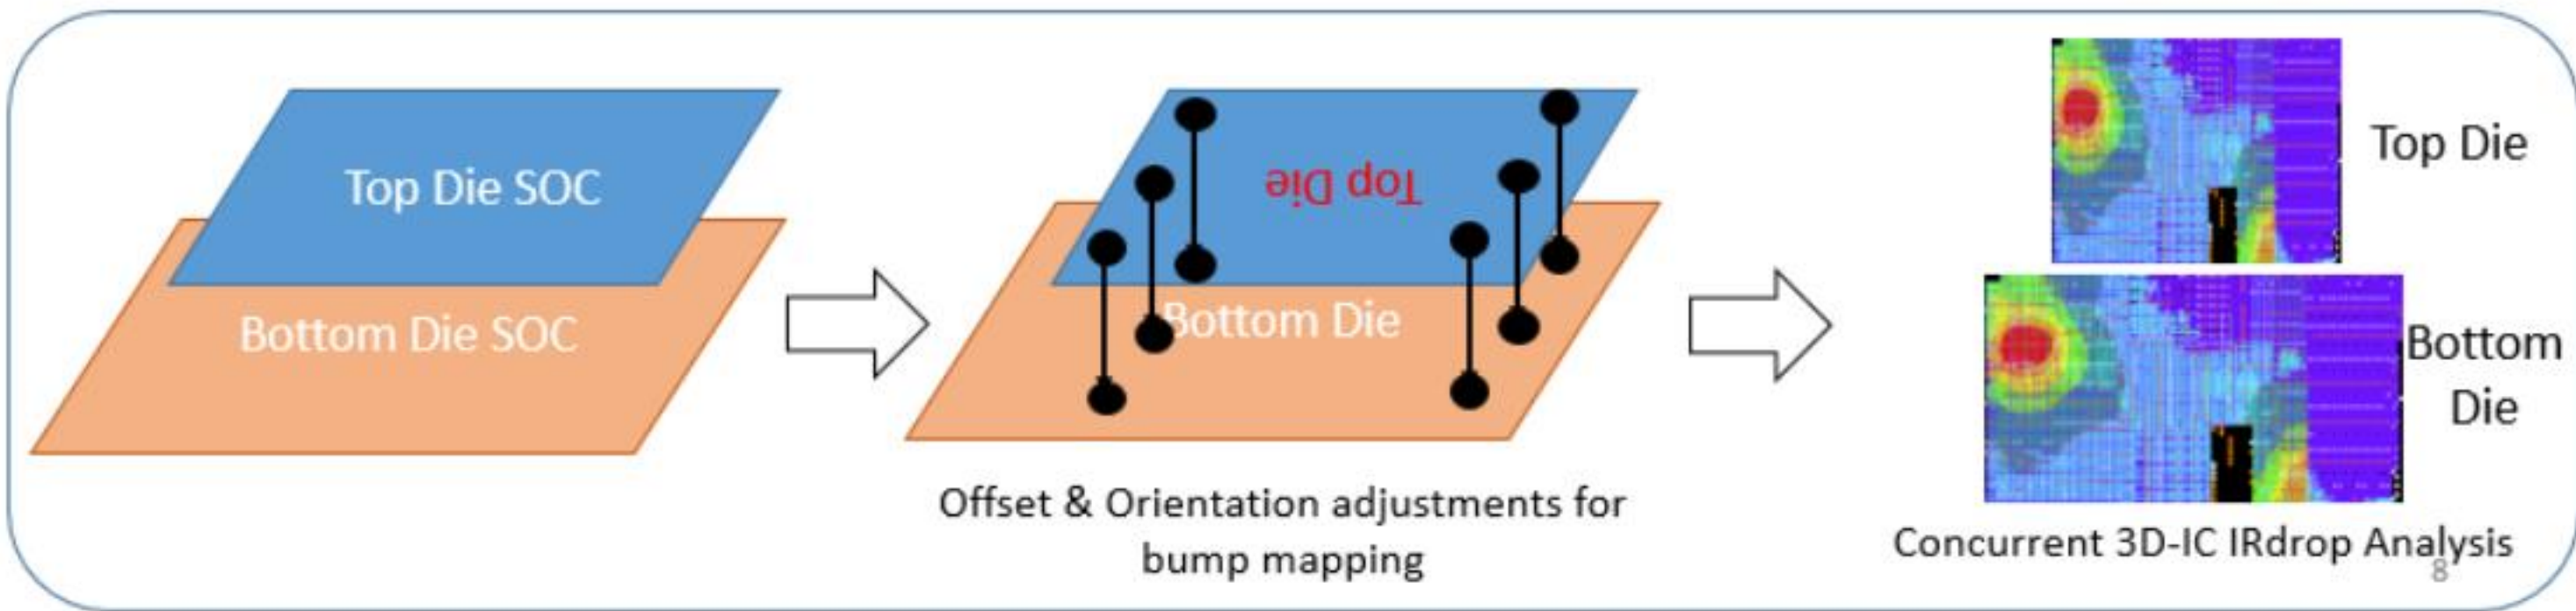 Top Die SOC
Bottom Die SOC
Top Die
Bottom Die
Offset & Orientation adjustments for
bump mapping
Top Die
Bottom
Die
Concurrent 3D-IC IRdrop Analysis
8